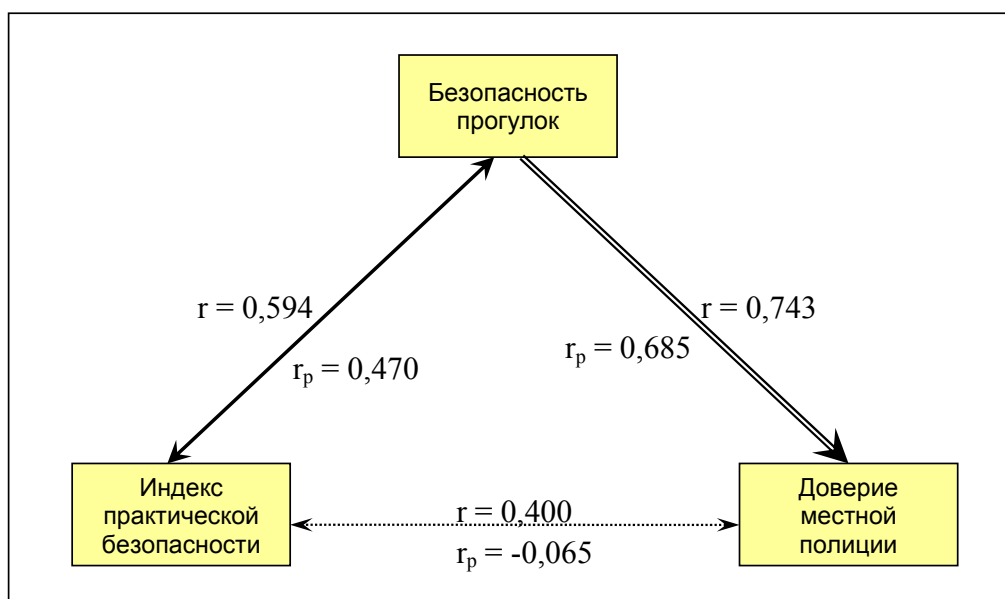 Безопасность
прогулок
r = 0,594
r = 0,743
rp = 0,685
rp = 0,470
Индекс
практической
безопасности
r = 0,400
rp = -0,065
Доверие
местной
полиции